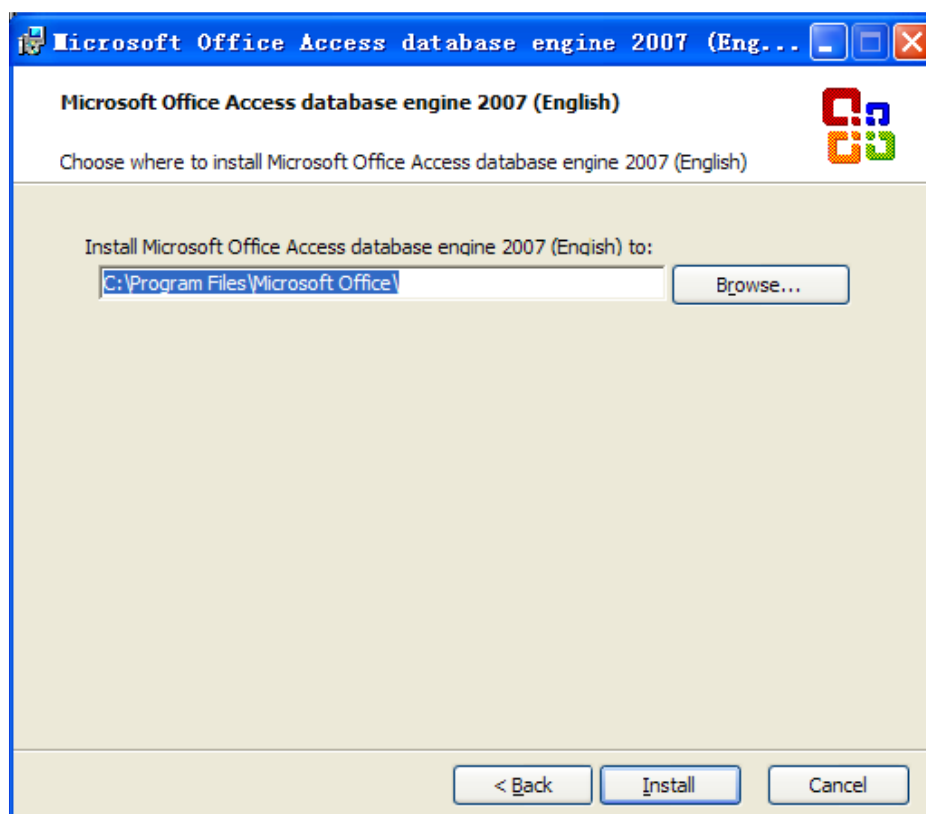 Microsoft Office Access database engine 2007 (Eng...
Microsoft Office Access database engine 2007 (English)
Choose where to install Microsoft Office Access database engine 2007 (English)
Install Microsoft Office Access database engine 2007 (Engish) to:
C:\Program Files\Microsoft Office\
Browse...
< Back
Install
Cancel